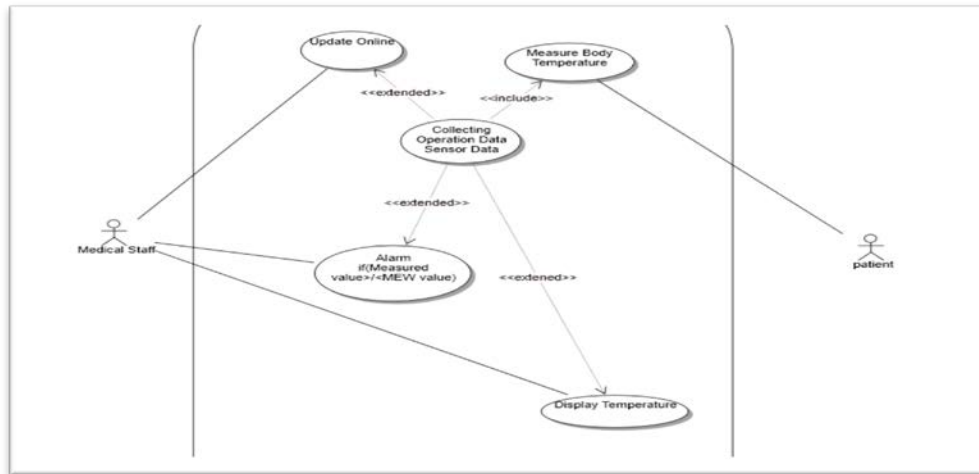 Update Online
Measure Body
Temperature
<<extended>>
<<include>>
Collecting
Operation Data
Sensor Data
<<extended>>
Medical Staff
Alarm
if(Measured
value>/<MEW value)
patient
<<extened>>
Display Temperature